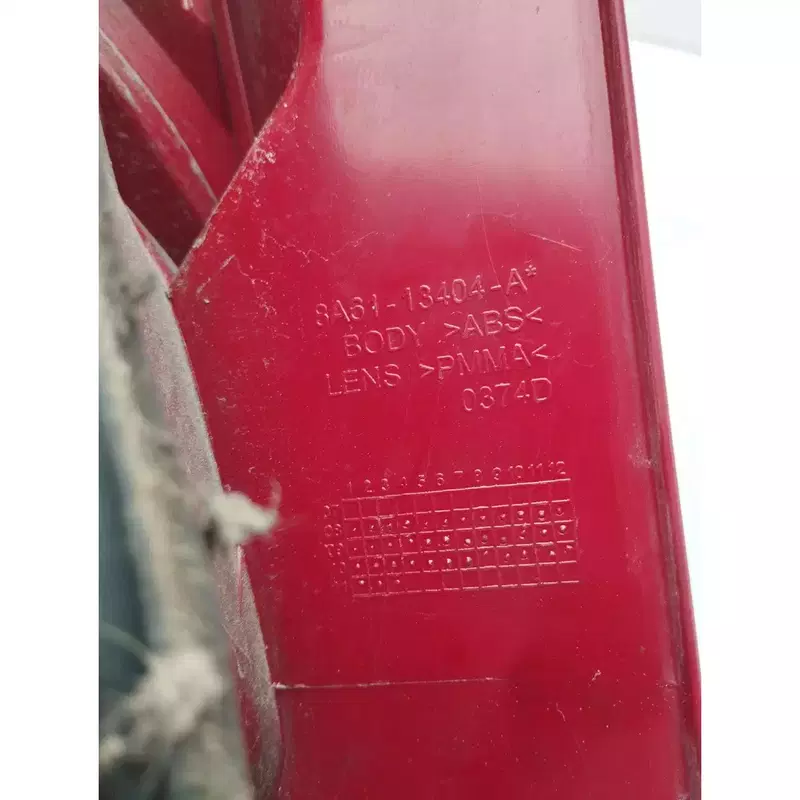 8A61-13404-A*
BODY >ABS<
LENS >PMMA<
0374D
1 2 3 4 5 6 7 8 9 10 11 12